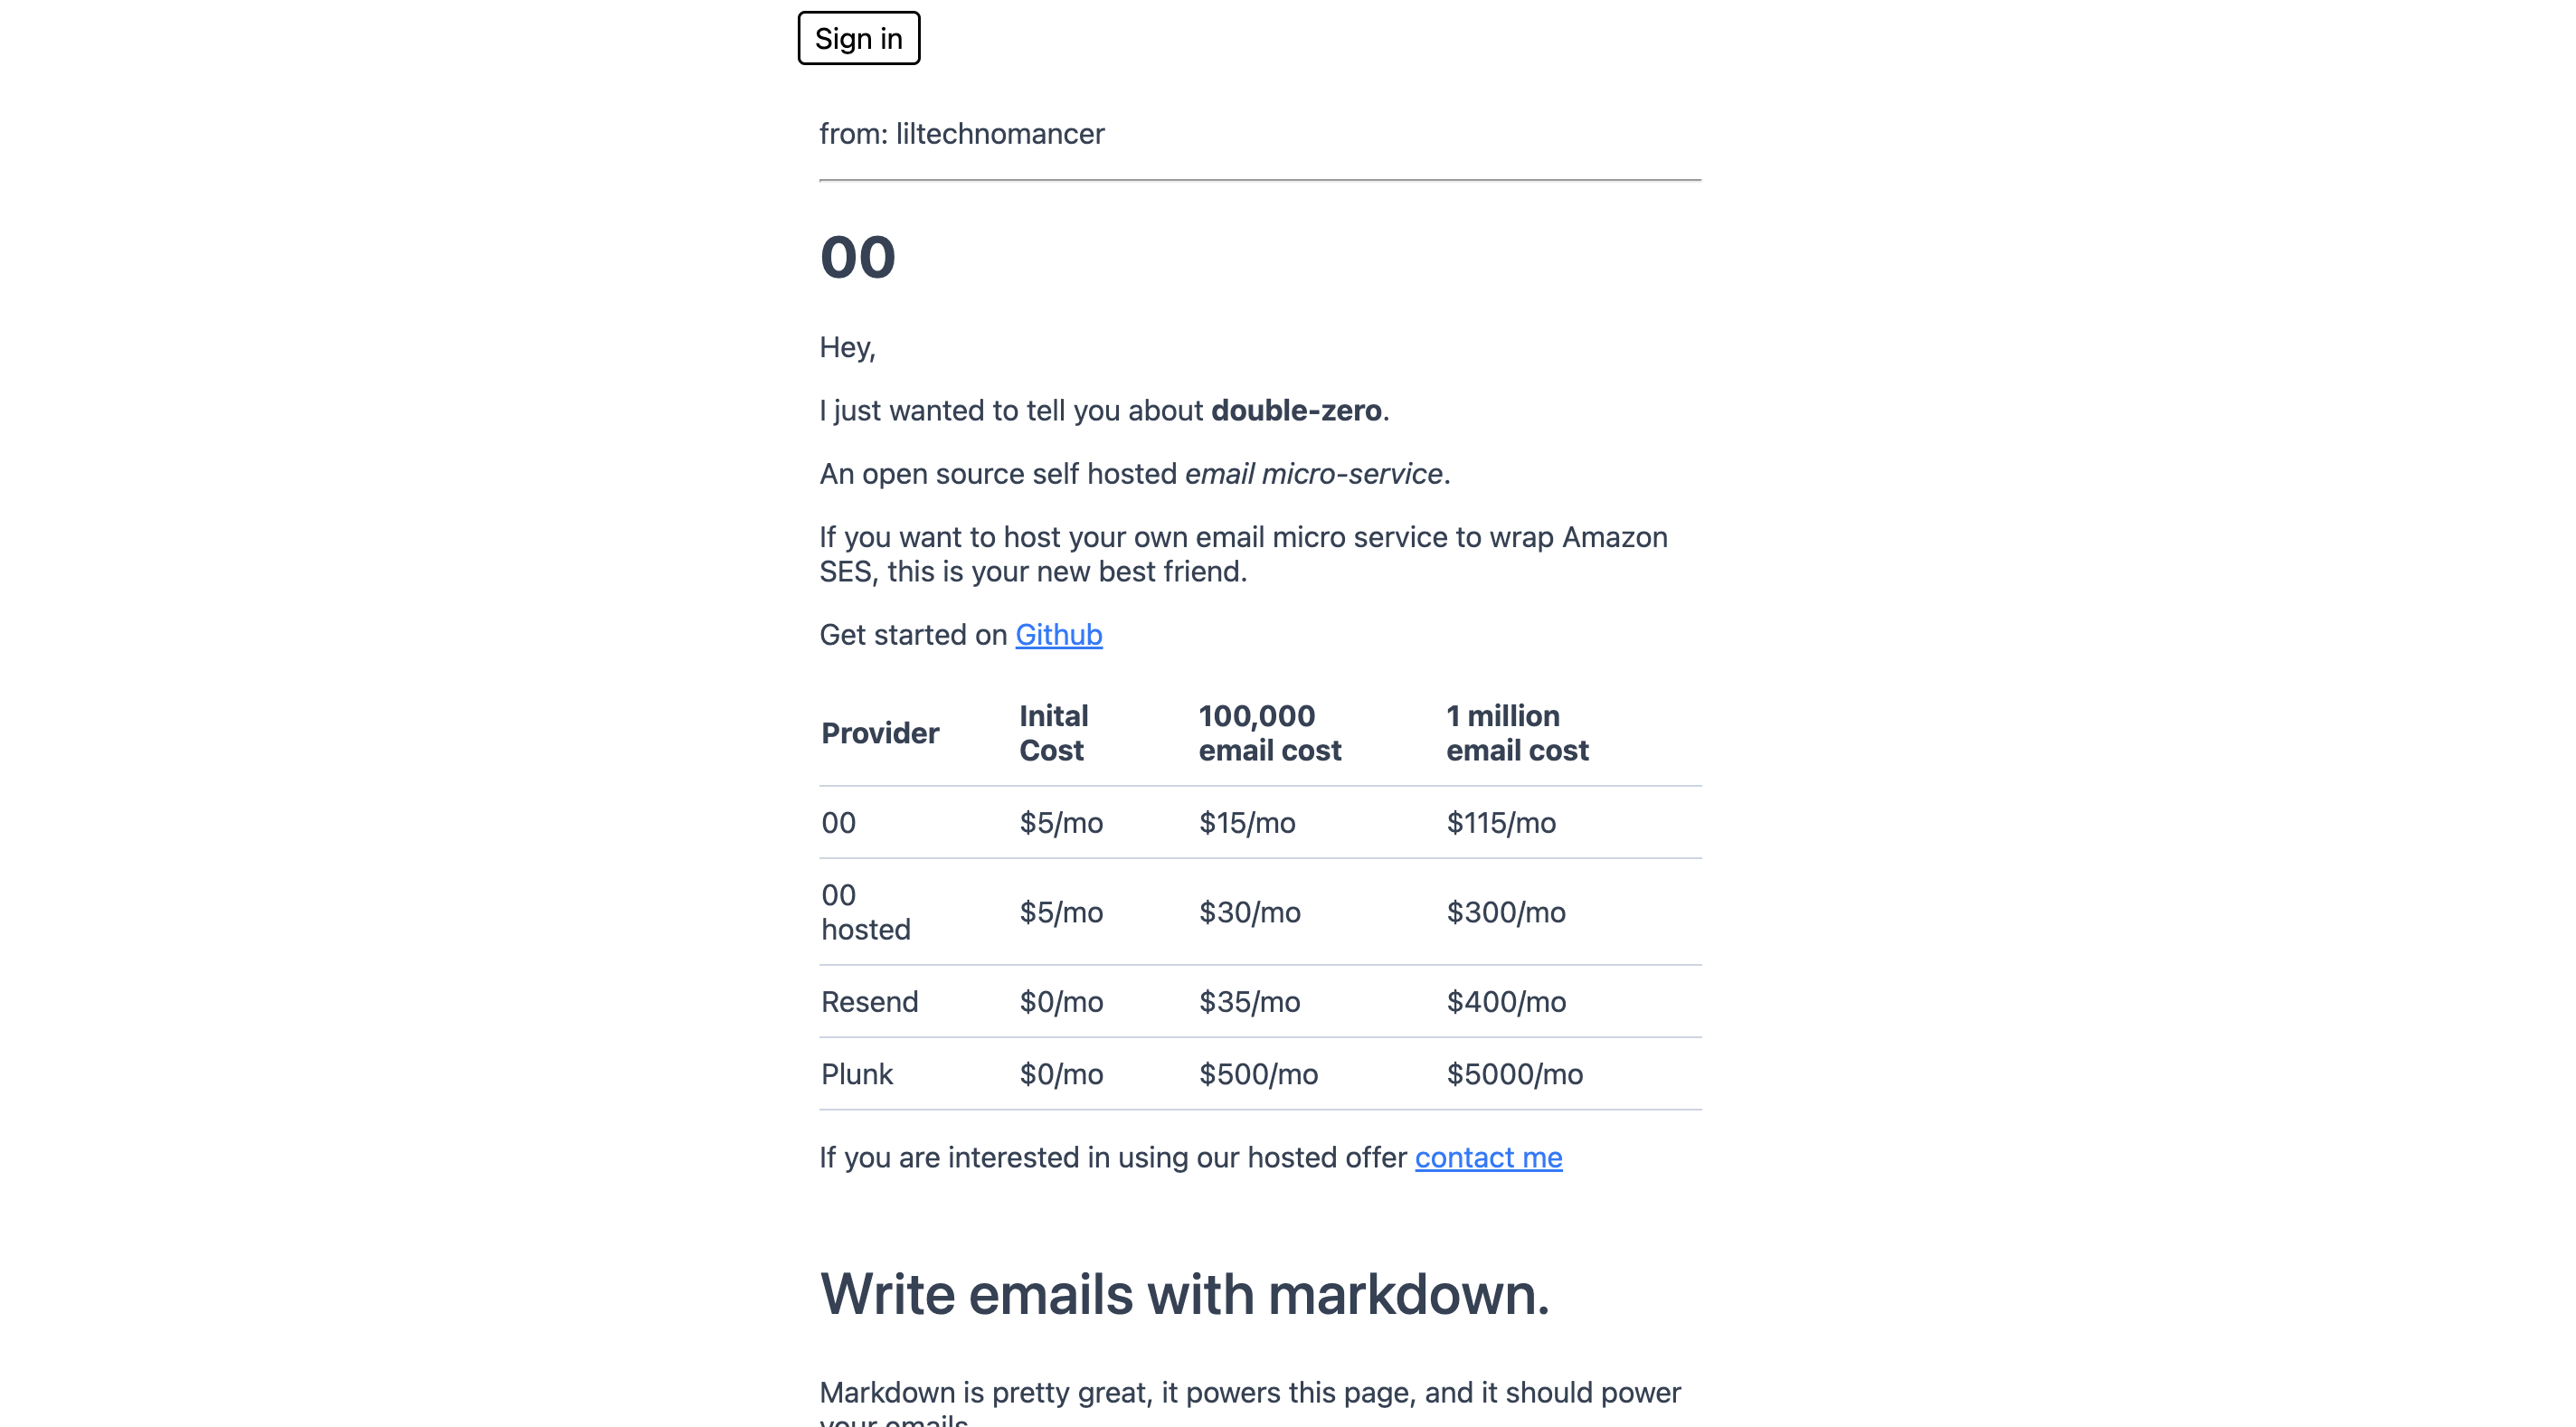 Sign in
from: liltechnomancer
00
Hey,
I just wanted to tell you about double-zero.
An open source self hosted email micro-service.
If you want to host your own email micro service to wrap Amazon
SES, this is your new best friend.
Get started on Github
Provider Inital Cost 100,000 email cost 1 million email cost
00 $5/mo $15/mo $115/mo
00 hosted $5/mo $30/mo $300/mo
Resend $0/mo $35/mo $400/mo
Plunk $0/mo $500/mo $5000/mo
If you are interested in using our hosted offer contact me
Write emails with markdown.
Markdown is pretty great, it powers this page, and it should power
your emails